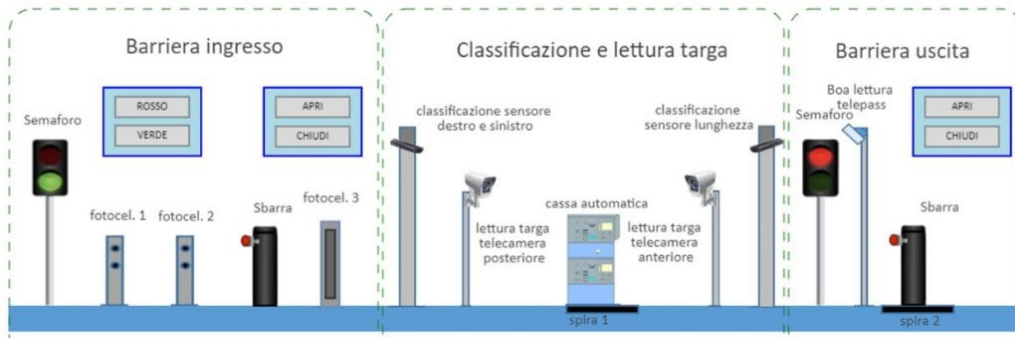 Barriera ingresso
Semaforo
ROSSO
VERDE
APRI
CHIUDI
fotocel. 1
fotocel. 2
Sbarra
fotocel. 3
Classificazione e lettura targa
classificazione sensore
destro e sinistro
classificazione
sensore lunghezza
lettura targa
telecamera
posteriore
cassa automatica
lettura targa
telecamera
anteriore
spira 1
Barriera uscita
Semaforo
Boa lettura
telepass
APRI
CHIUDI
Sbarra
spira 2